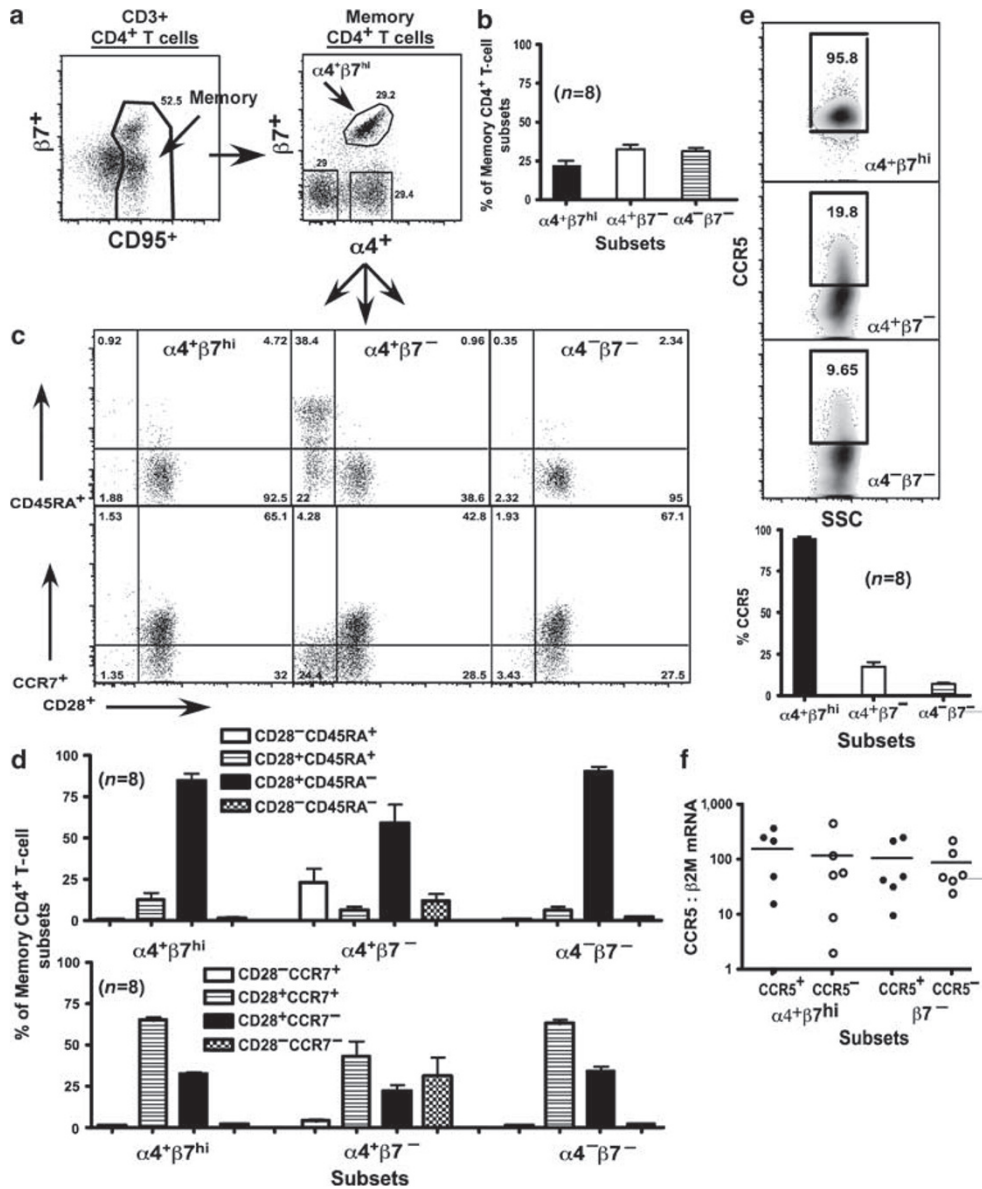 a
CD3+
CD4+ T cells
52.5
Memory
β7+
CD95+
Memory
CD4+ T cells
α4+β7hi
29.2
29
29.4
β7+
α4+
b
% of Memory CD4+ T-cell
subsets
100
75
50
25
0
(n=8)
α4+β7hi
α4+β7−
α4−β7−
Subsets
c
0.92
α4+β7hi
4.72
38.4
α4+β7−
0.96
0.35
α4−β7−
2.34
CD45RA+
1.88
92.5
22
38.6
2.32
95
1.53
65.1
4.28
42.8
1.93
67.1
CCR7+
1.35
32
24.4
28.5
3.43
27.5
CD28+
d
% of Memory CD4+ T-cell
subsets
CD28−CD45RA+
CD28+CD45RA+
CD28+CD45RA−
CD28−CD45RA−
100
75
50
25
0
(n=8)
α4+β7hi
α4+β7−
α4−β7−
CD28−CCR7+
CD28+CCR7+
CD28+CCR7−
CD28−CCR7−
100
75
50
25
0
(n=8)
α4+β7hi
α4+β7−
α4−β7−
Subsets
e
95.8
α4+β7hi
19.8
α4+β7−
9.65
α4−β7−
CCR5
SSC
% CCR5
100
75
50
25
0
(n=8)
α4+β7hi
α4+β7−
α4−β7−
Subsets
f
CCR5 : β2M mRNA
1,000
100
10
1
CCR5+
CCR5−
CCR5+
CCR5−
α4+β7hi
β7−
Subsets